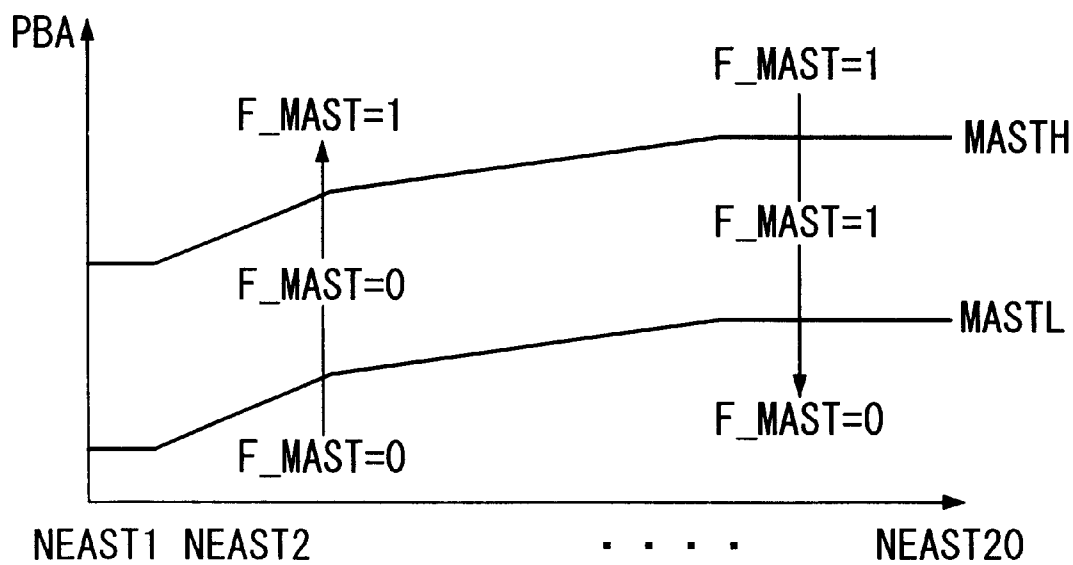 PBA
F_MAST=1
F_MAST=1
MASTH
F_MAST=1
F_MAST=0
MASTL
F_MAST=0
F_MAST=0
NEAST1 NEAST2 . . . . NEAST20